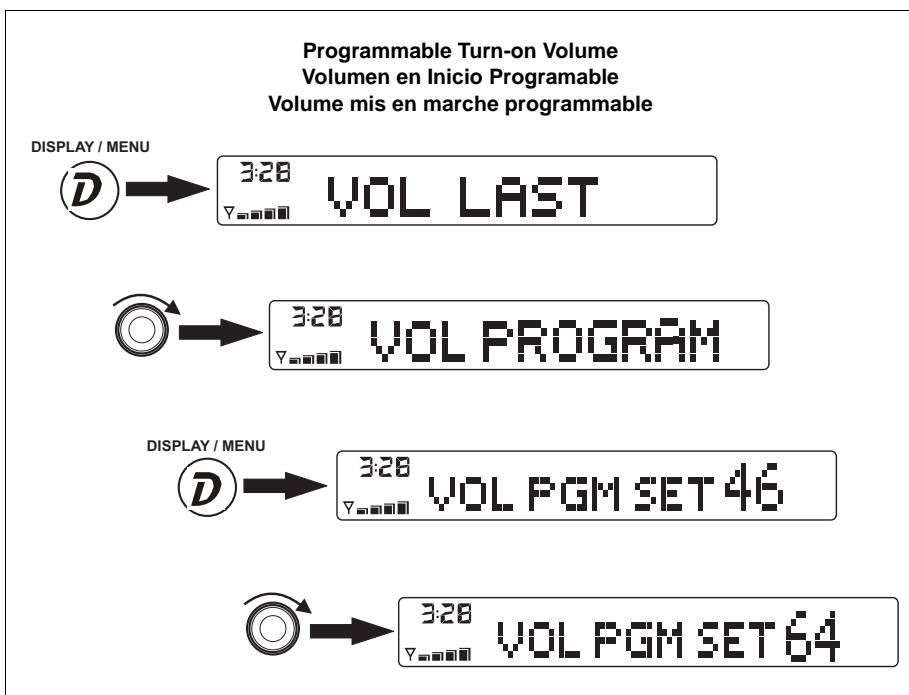 Programmable Turn-on Volume
Volumen en Inicio Programable
Volume mis en marche programmable
DISPLAY / MENU
D
3:28
VOL LAST
3:28
VOL PROGRAM
DISPLAY / MENU
D
3:28
VOL PGM SET 46
3:28
VOL PGM SET 64